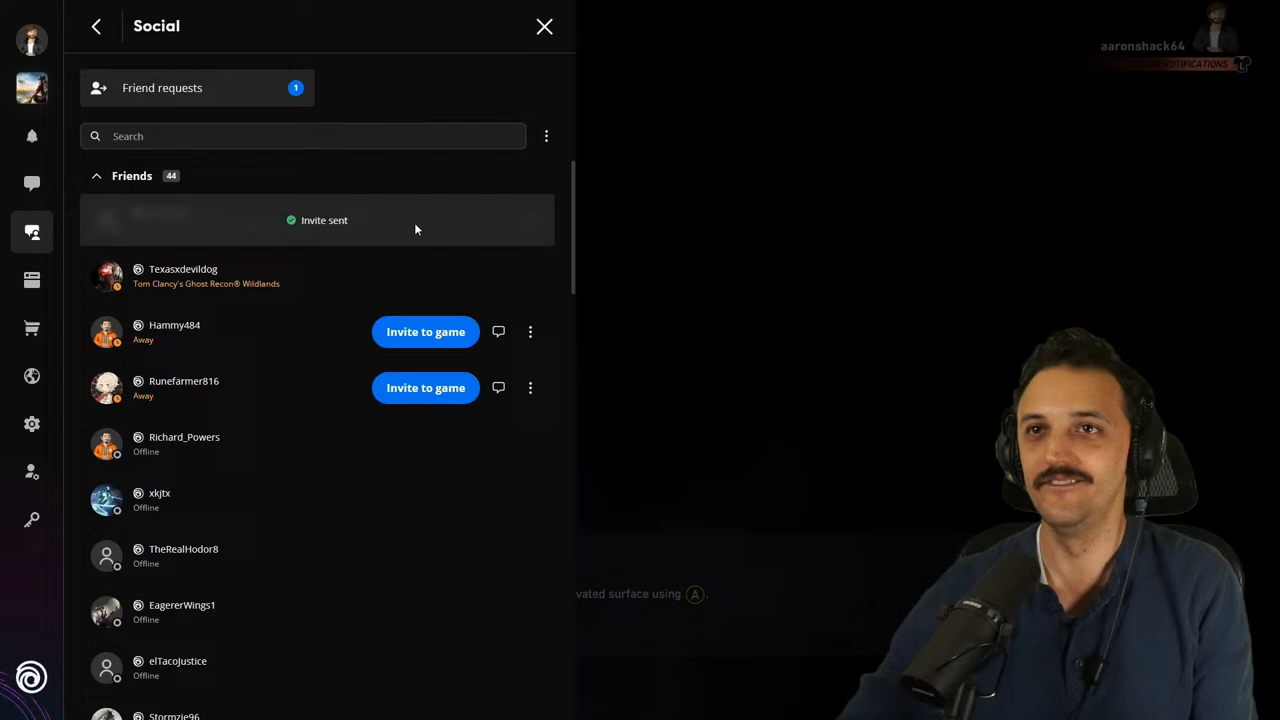 Social
aaronshack64
NOTIFICATIONS
Friend requests 1
Search
Friends 44
Invite sent
Texasxdevildog
Tom Clancy's Ghost Recon® Wildlands
Hammy484
Away
Invite to game
Runefarmer816
Away
Invite to game
Richard_Powers
Offline
xkjtx
Offline
TheRealHodor8
Offline
vated surface using A.
EagererWings1
Offline
elTacoJustice
Offline
Stormzie96